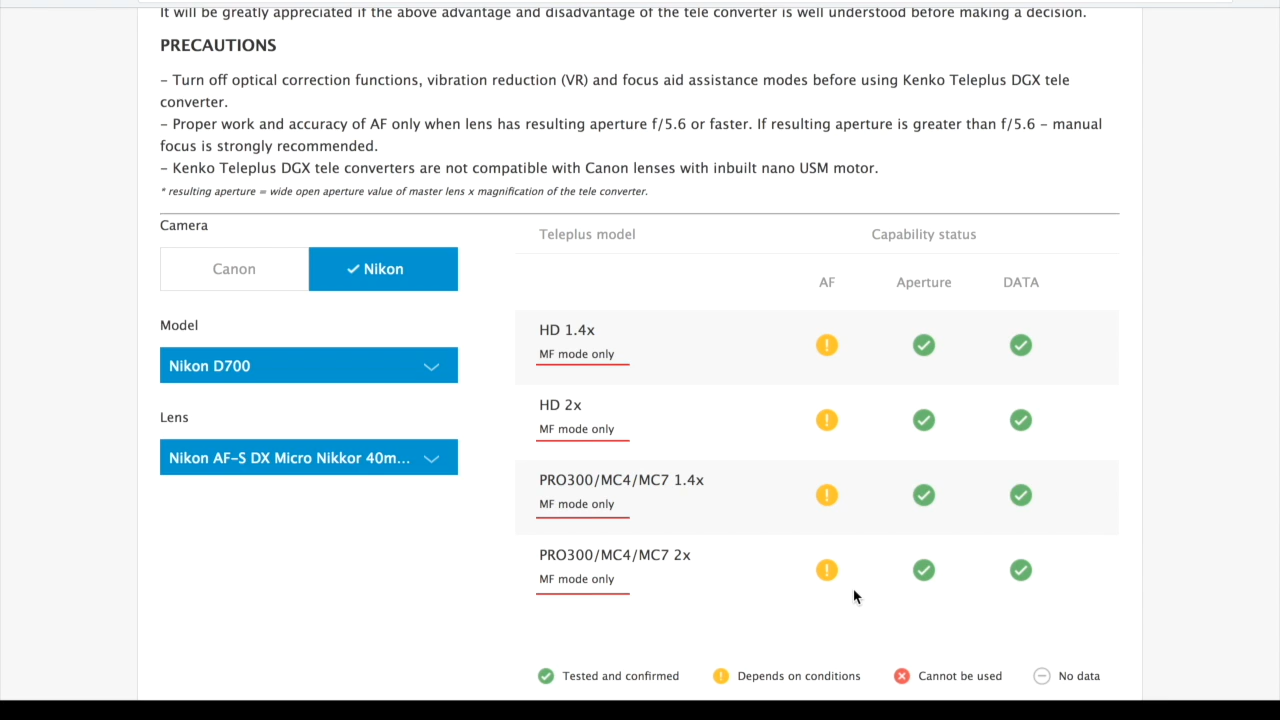 It will be greatly appreciated if the above advantage and disadvantage of the tele converter is well understood before making a decision.
PRECAUTIONS
– Turn off optical correction functions, vibration reduction (VR) and focus aid assistance modes before using Kenko Teleplus DGX tele
converter.
– Proper work and accuracy of AF only when lens has resulting aperture f/5.6 or faster. If resulting aperture is greater than f/5.6 – manual
focus is strongly recommended.
– Kenko Teleplus DGX tele converters are not compatible with Canon lenses with inbuilt nano USM motor.
* resulting aperture = wide open aperture value of master lens x magnification of the tele converter.
Camera
Canon
Nikon
Model
Nikon D700
Lens
Nikon AF-S DX Micro Nikkor 40m...
Teleplus model
Capability status
AF
Aperture
DATA
HD 1.4x
MF mode only
HD 2x
MF mode only
PRO300/MC4/MC7 1.4x
MF mode only
PRO300/MC4/MC7 2x
MF mode only
Tested and confirmed
Depends on conditions
Cannot be used
No data